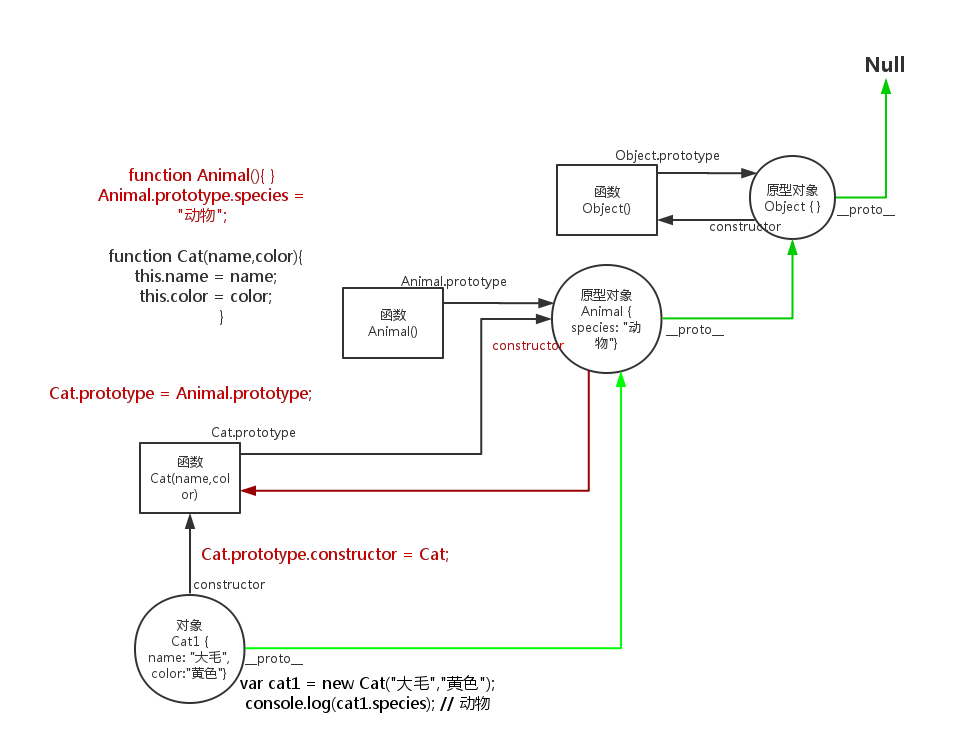 Null
Object.prototype
函数
Object()
原型对象
Object { }
__proto__
constructor
function Animal(){ }
Animal.prototype.species =
"动物";
function Cat(name,color){
this.name = name;
this.color = color;
}
Animal.prototype
函数
Animal()
原型对象
Animal {
species: "动
物"}
__proto__
constructor
Cat.prototype = Animal.prototype;
Cat.prototype
函数
Cat(name,col
or)
Cat.prototype.constructor = Cat;
constructor
对象
Cat1 {
name: "大毛",
color:"黄色"}
__proto__
var cat1 = new Cat("大毛","黄色");
console.log(cat1.species); // 动物